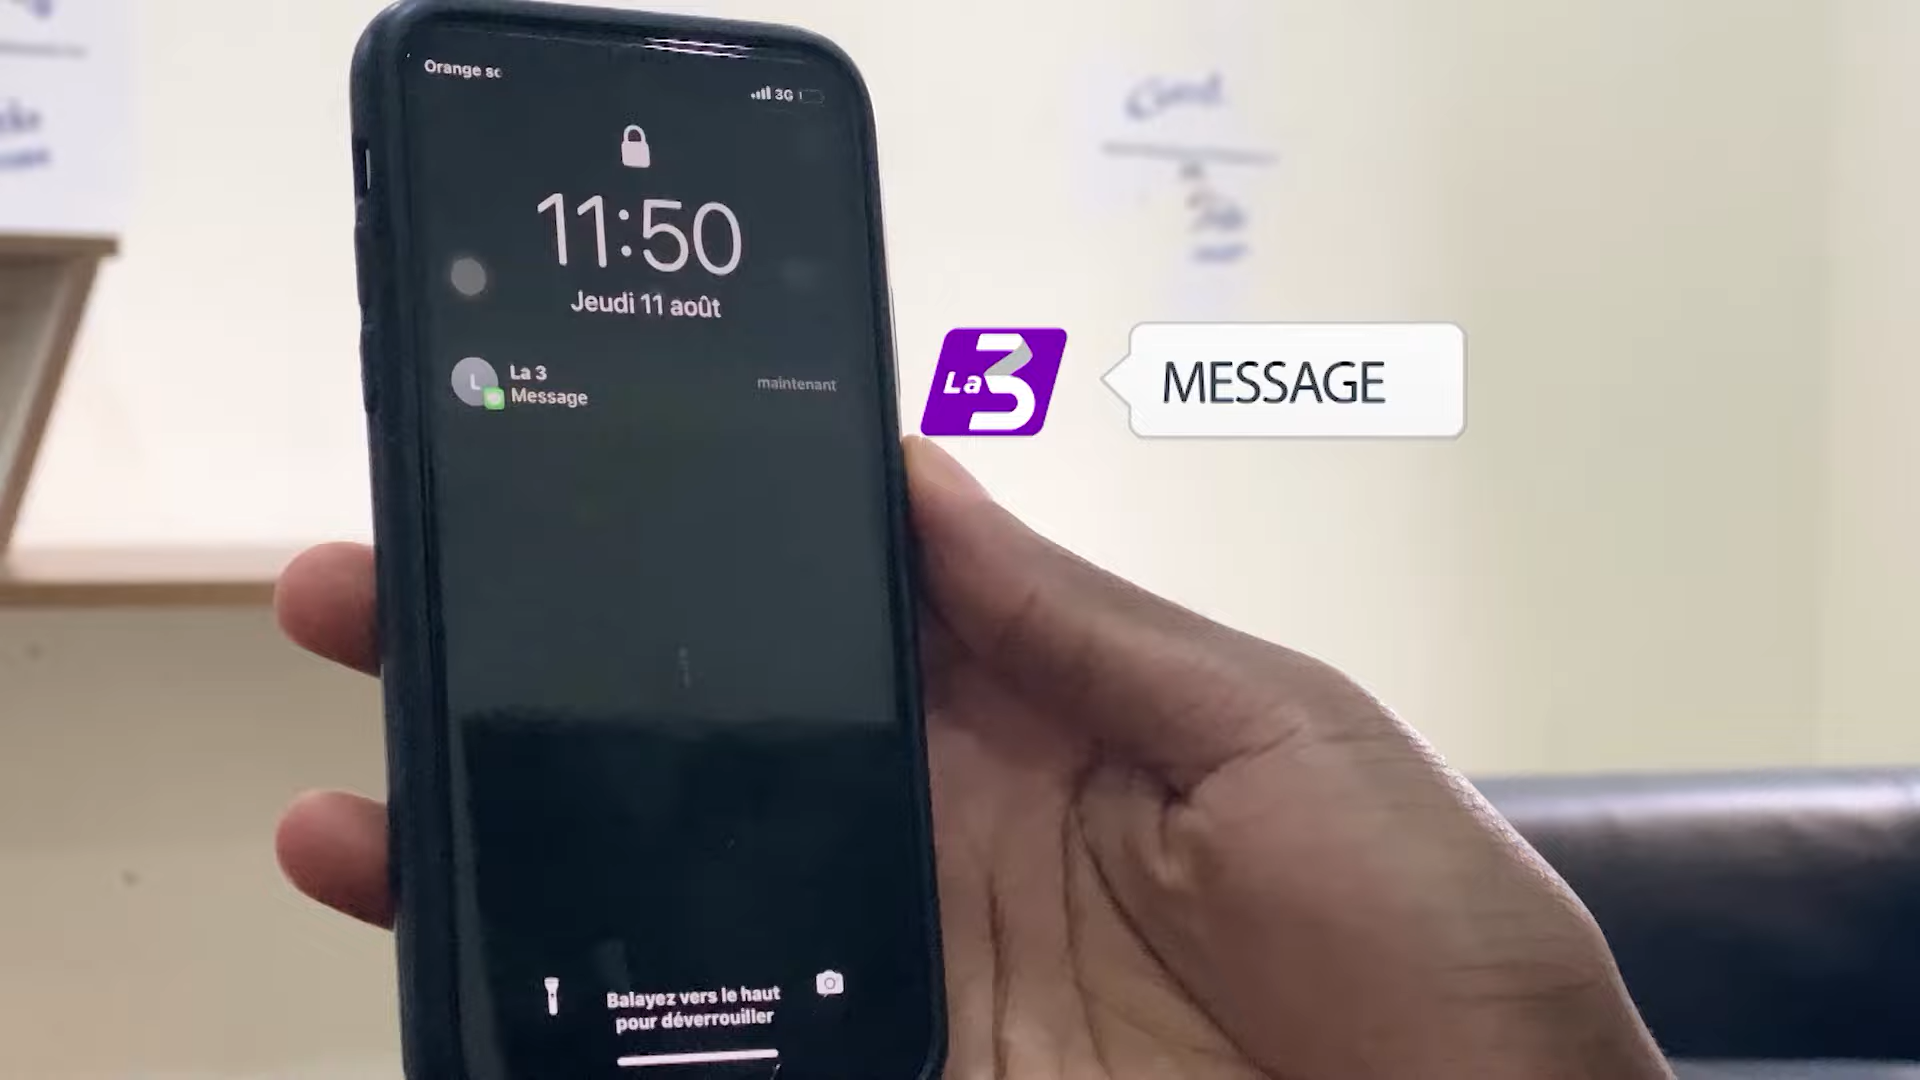 Orange
3G
11:50
Jeudi 11 août
L
La 3
Message
maintenant
La 3
MESSAGE
Balayez vers le haut
pour déverrouiller